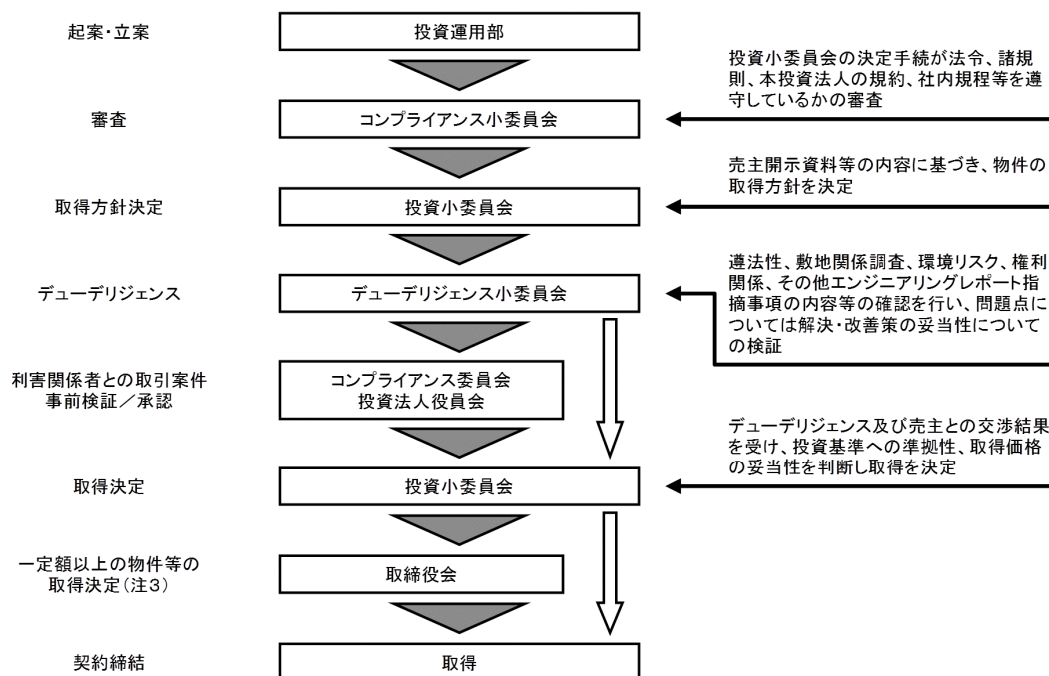 起案・立案
投資運用部
投資小委員会の決定手続が法令、諸規
則、本投資法人の規約、社内規程等を遵
守しているかの審査
審査
コンプライアンス小委員会
売主開示資料等の内容に基づき、物件の
取得方針を決定
取得方針決定
投資小委員会
遵法性、敷地関係調査、環境リスク、権利
関係、その他エンジニアリングレポート指
摘事項の内容等の確認を行い、問題点に
ついては解決・改善策の妥当性について
の検証
デューデリジェンス
デューデリジェンス小委員会
利害関係者との取引案件
事前検証／承認
コンプライアンス委員会
投資法人役員会
デューデリジェンス及び売主との交渉結果
を受け、投資基準への準拠性、取得価格
の妥当性を判断し取得を決定
取得決定
投資小委員会
一定額以上の物件等の
取得決定（注３）
取締役会
契約締結
取得